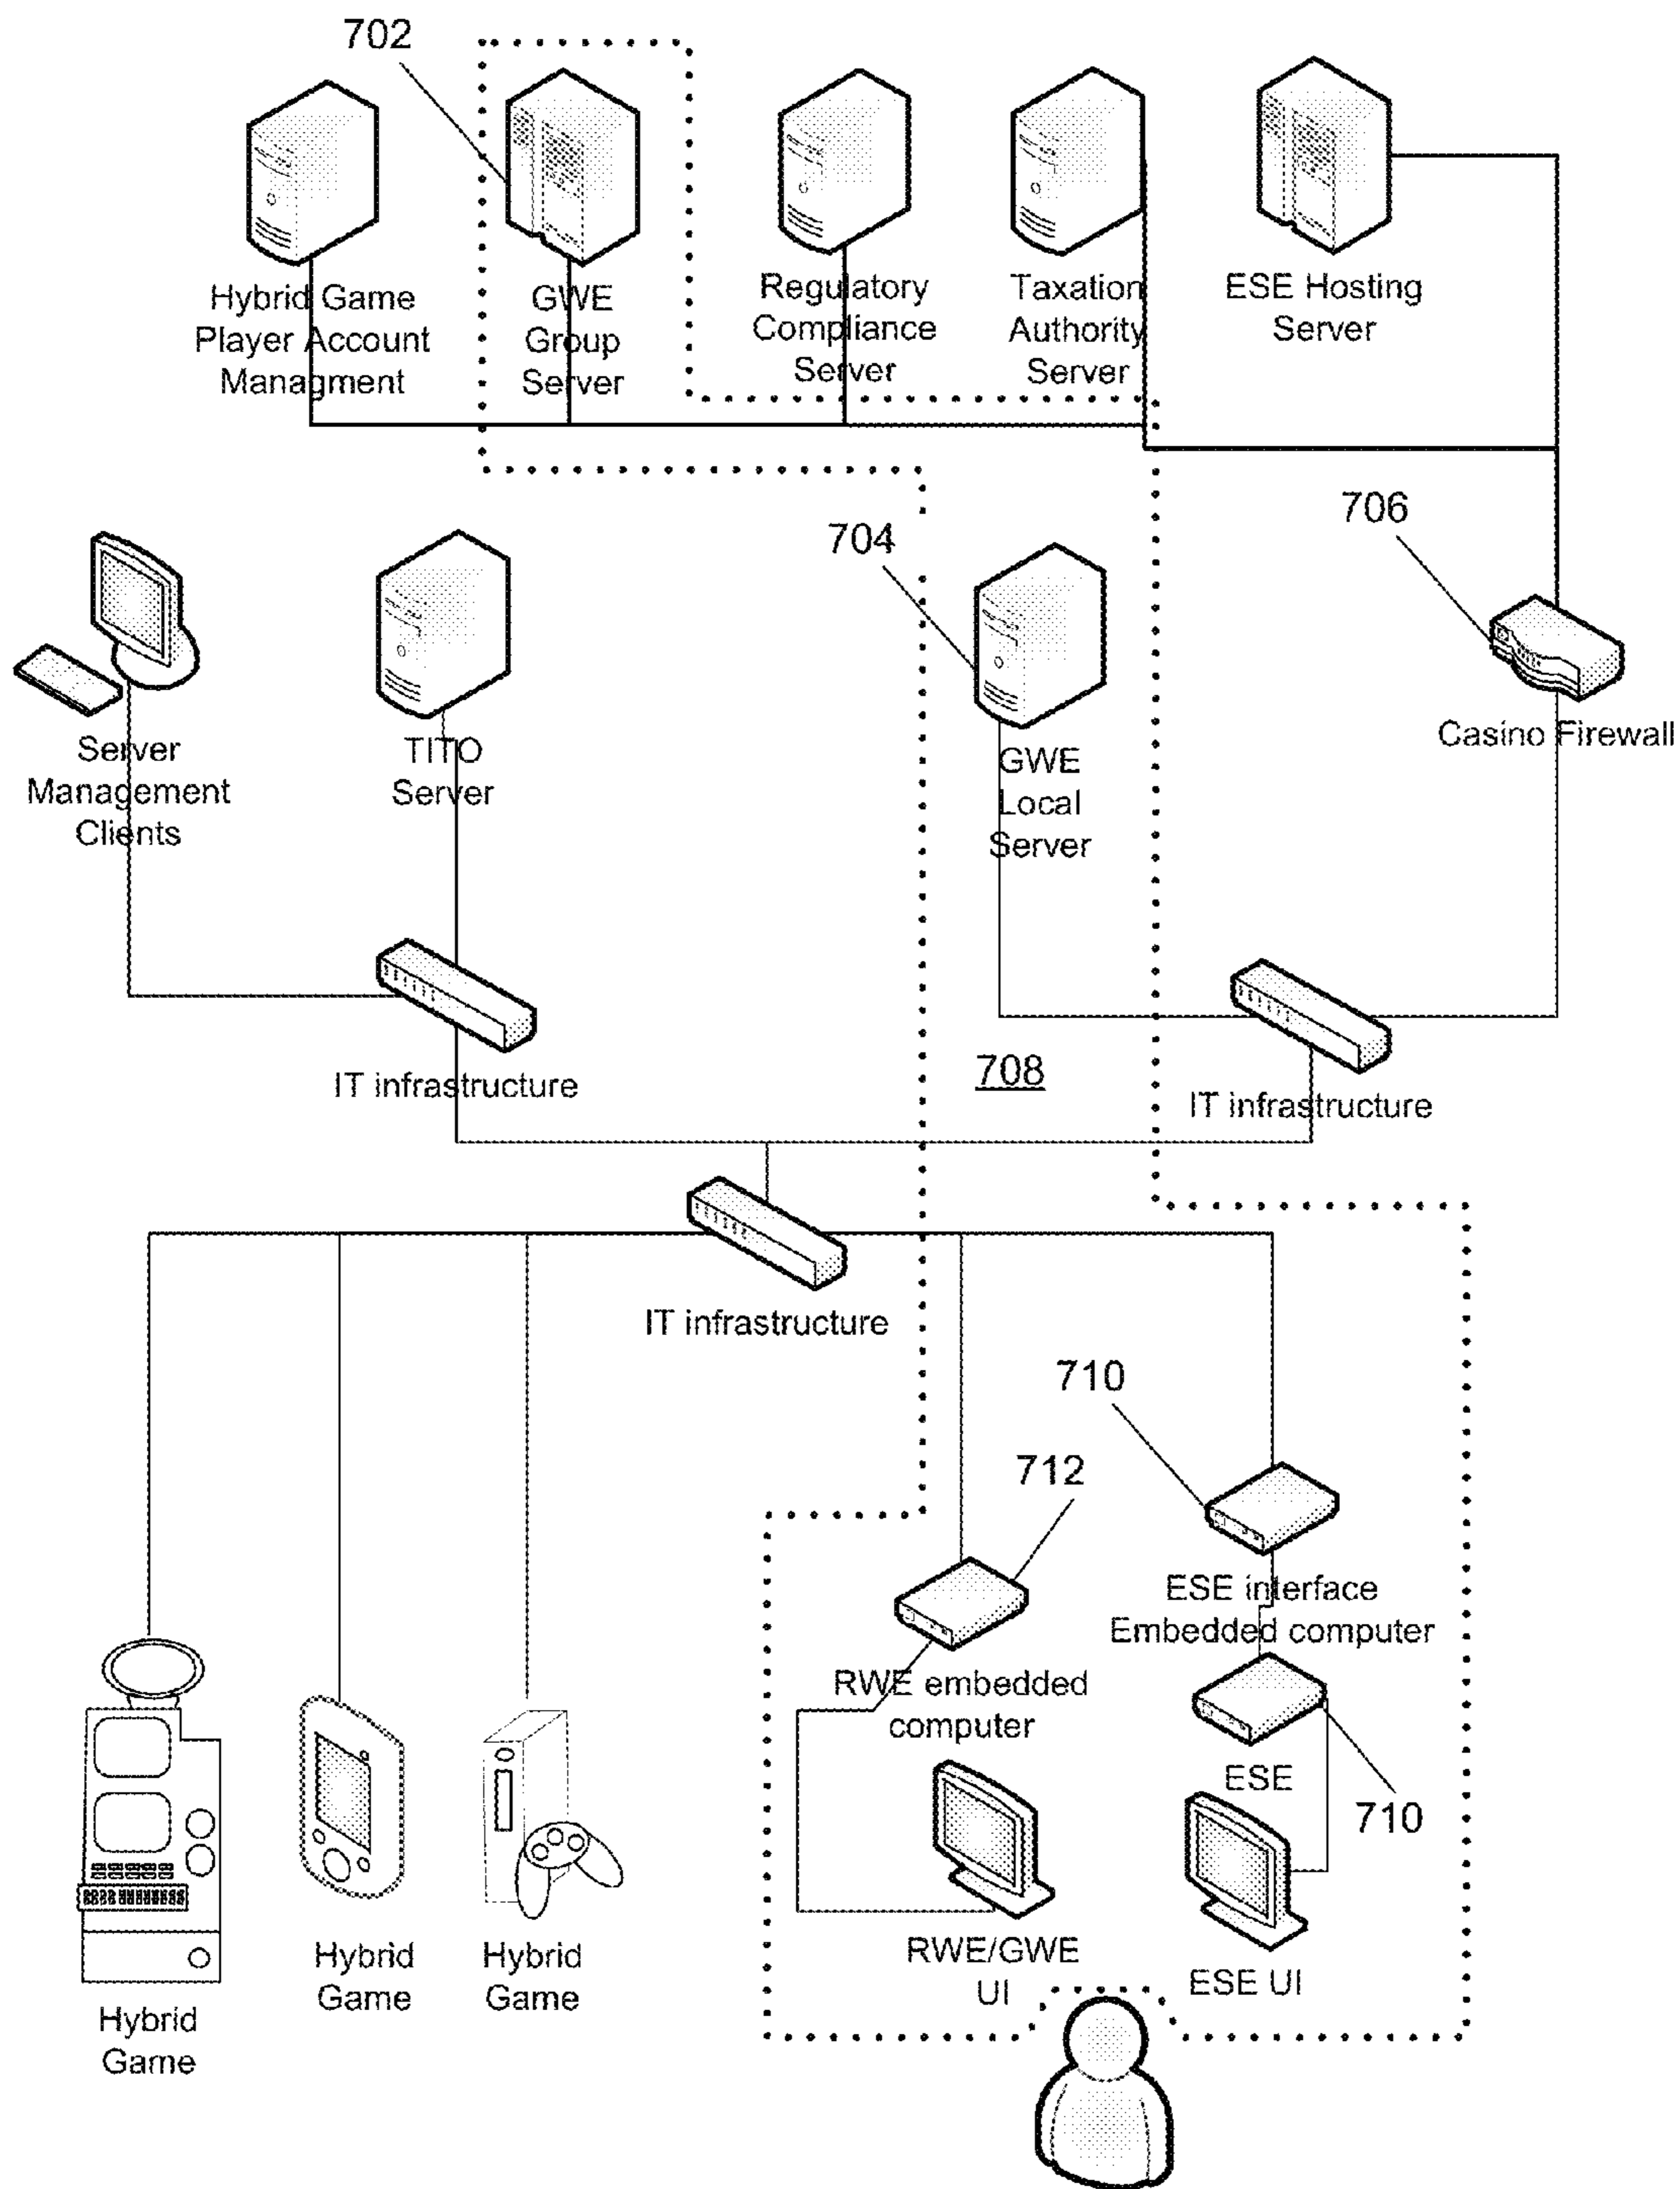 702
Hybrid Game
Player Account
Managment
GWE
Group
Server
Regulatory
Compliance
Server
Taxation
Authority
Server
ESE Hosting
Server
704
706
Server
Management
Clients
TITO
Server
GWE
Local
Server
Casino Firewall
IT infrastructure
708
IT infrastructure
IT infrastructure
710
712
ESE interface
Embedded computer
RWE embedded
computer
ESE
710
RWE/GWE
UI
ESE UI
Hybrid
Game
Hybrid
Game
Hybrid
Game